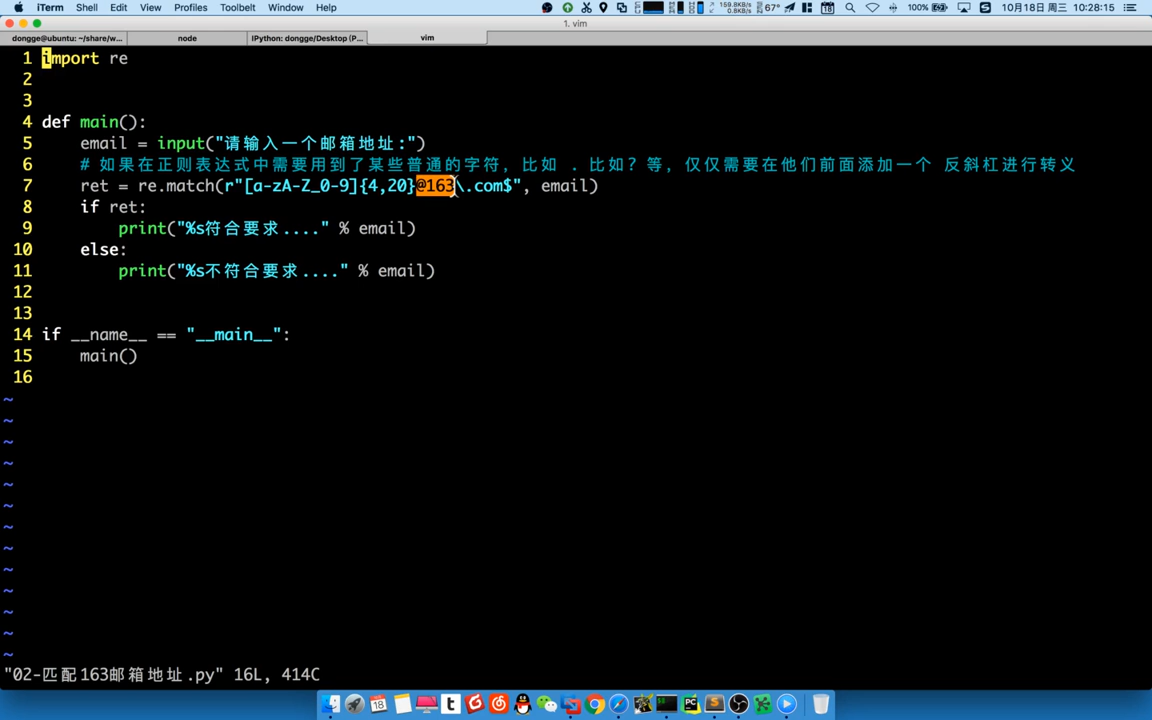 iTerm Shell Edit View Profiles Toolbelt Window Help 159.8KB/s 0.8KB/s 67° 18 100% 10月18日 周三 10:28:15
1. vim
dongge@ubuntu: ~/share/w... node IPython: dongge/Desktop (P... vim
1 import re
2
3
4 def main():
5 email = input("请输入一个邮箱地址:")
6 # 如果在正则表达式中需要用到了某些普通的字符，比如 . 比如？等，仅仅需要在他们前面添加一个 反斜杠进行转义
7 ret = re.match(r"[a-zA-Z_0-9]{4,20}@163\.com$", email)
8 if ret:
9 print("%s符合要求...." % email)
10 else:
11 print("%s不符合要求...." % email)
12
13
14 if __name__ == "__main__":
15 main()
16
~
~
~
~
~
~
~
~
~
~
~
~
~
"02-匹配163邮箱地址.py" 16L, 414C